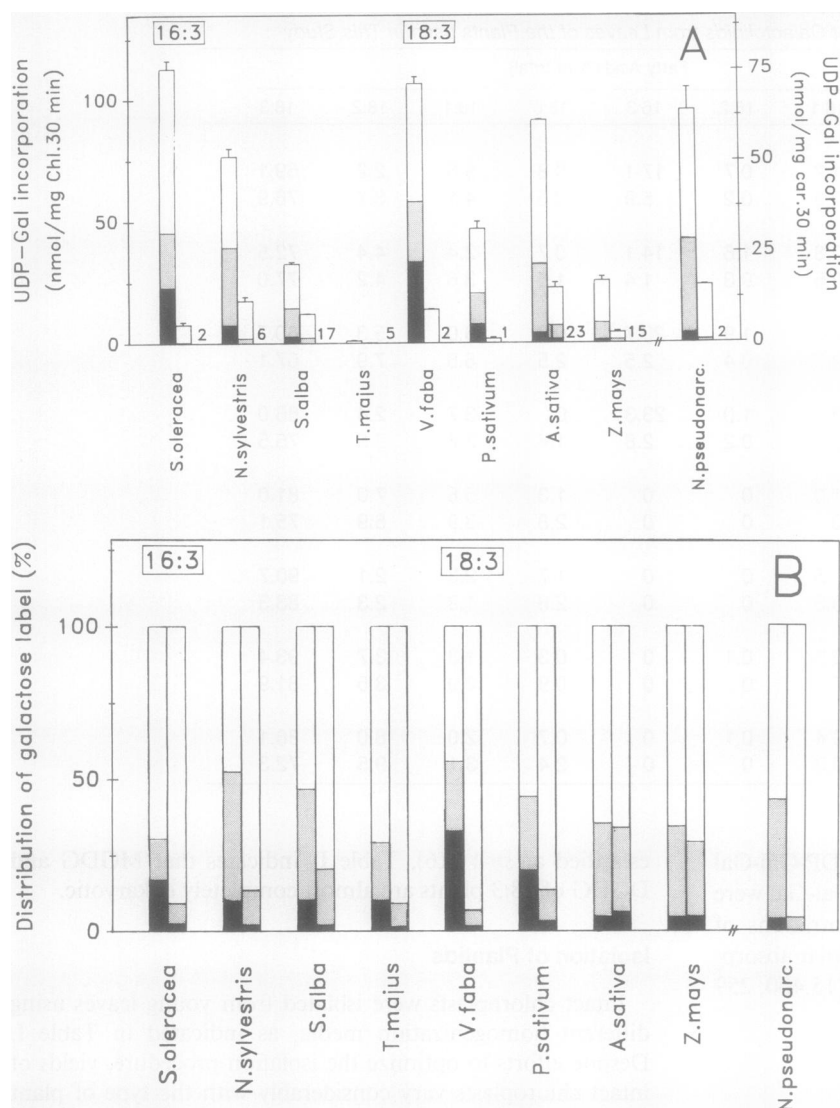 16:3
18:3
A
UDP-Gal incorporation
(nmol/mg Chl.30 min)
100
50
0
UDP-Gal incorporation
(nmol/mg car.30 min)
75
50
25
0
2
6
17
5
2
1
23
15
2
S.oleracea
N.sylvestris
S.alba
T.majus
V.faba
P.sativum
A.sativa
Z.mays
N.pseudonarc.
16:3
18:3
B
Distribution of galactose label (%)
100
50
0
S.oleracea
N.sylvestris
S.alba
T.majus
V.faba
P.sativum
A.sativa
Z.mays
N.pseudonarc.